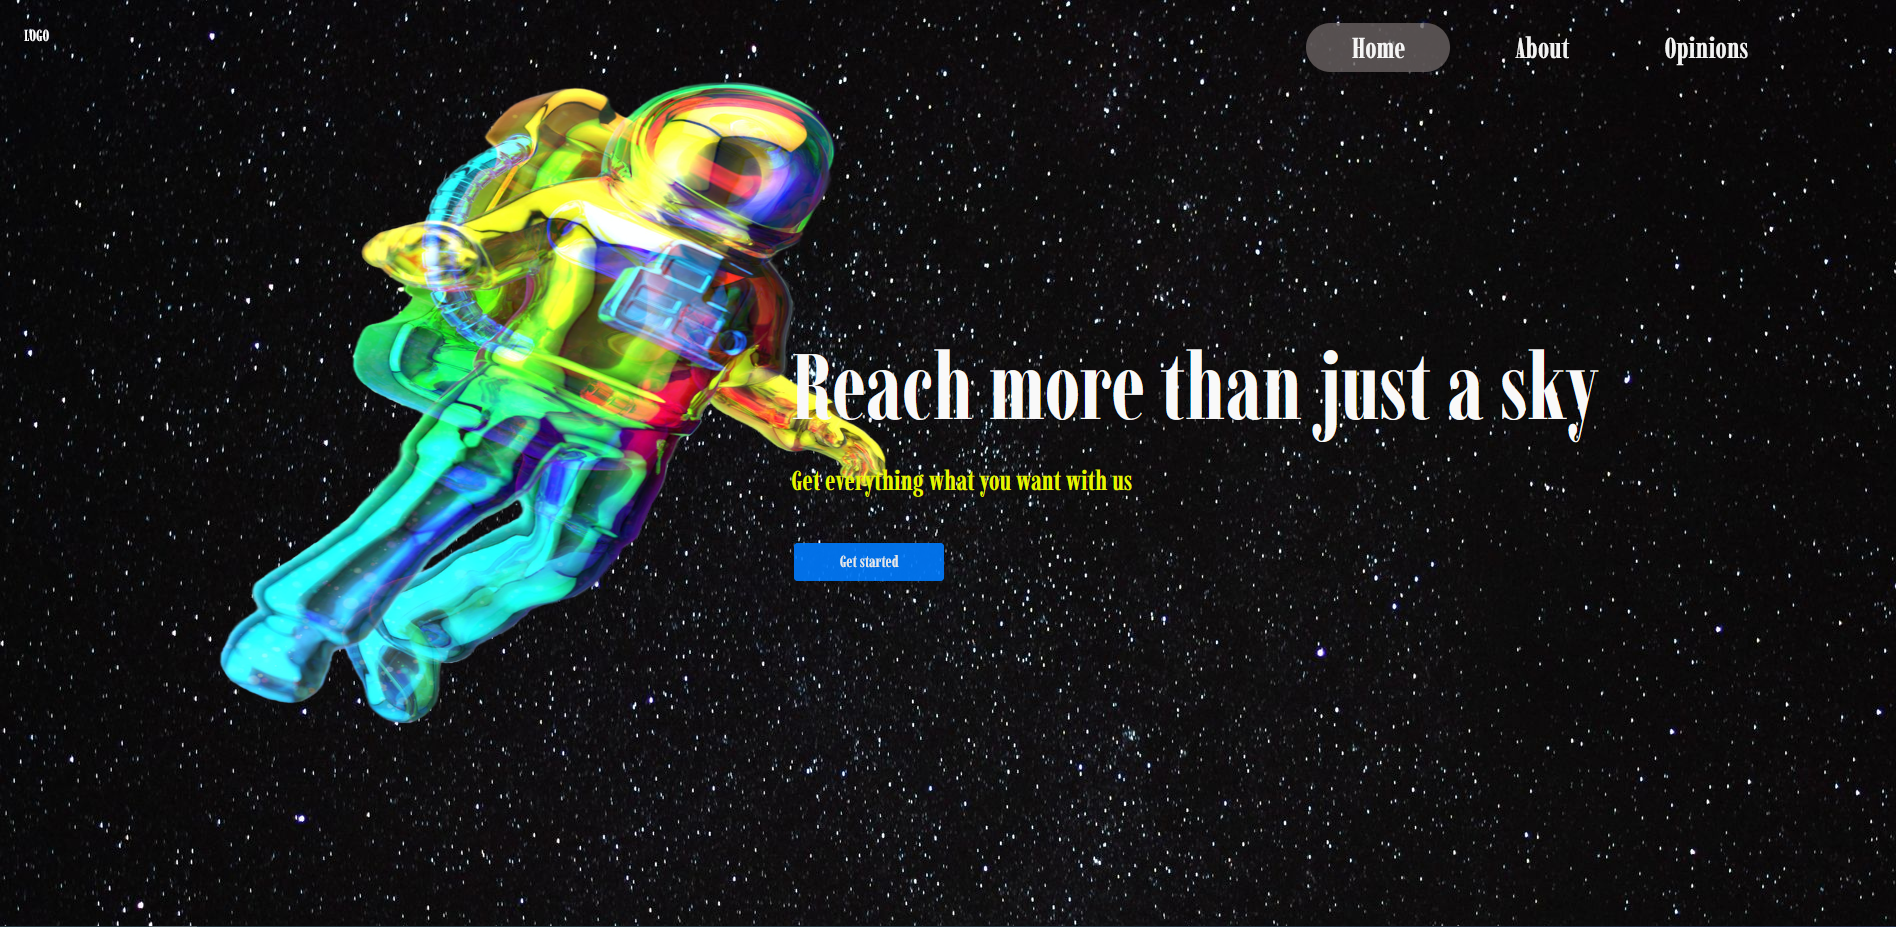 LOGO
Home About Opinions
Reach more than just a sky
Get everything what you want with us
Get started